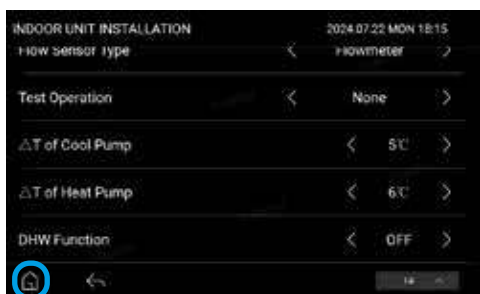 INDOOR UNIT INSTALLATION 2024.07.22 MON 18:15
Flow Sensor Type < Flowmeter >
Test Operation < None >
△T of Cool Pump < 5℃ >
△T of Heat Pump < 6℃ >
DHW Function < OFF >